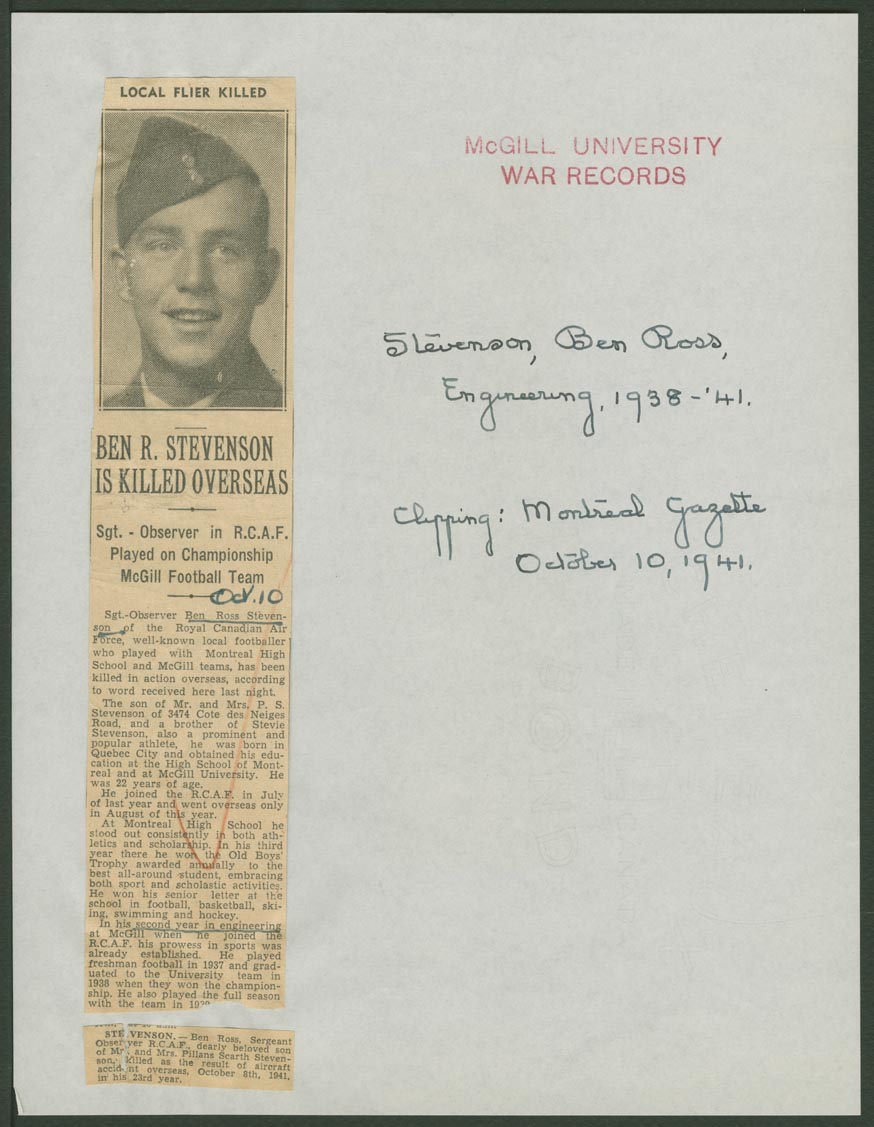 LOCAL FLIER KILLED
BEN R. STEVENSON
IS KILLED OVERSEAS
Sgt. - Observer in R.C.A.F.
Played on Championship
McGill Football Team
Oct. 10
Sgt.-Observer Ben Ross Steven-
son of the Royal Canadian Air
Force, well-known local footballer
who played with Montreal High
School and McGill teams, has been
killed in action overseas, according
to word received here last night.
The son of Mr. and Mrs. P. S.
Stevenson of 3474 Cote des Neiges
Road, and a brother of Stevie
Stevenson, also a prominent and
popular athlete, he was born in
Quebec City and obtained his edu-
cation at the High School of Mont-
real and at McGill University. He
was 22 years of age.
He joined the R.C.A.F. in July
of last year and went overseas only
in August of this year.
At Montreal High School he
stood out consistently in both ath-
letics and scholarship. In his third
year there he won the Old Boys'
Trophy awarded annually to the
best all-around student, embracing
both sport and scholastic activities.
He won his senior letter at the
school in football, basketball, ski-
ing, swimming and hockey.
In his second year in engineering
at McGill when he joined the
R.C.A.F. his prowess in sports was
already established. He played
freshman football in 1937 and grad-
uated to the University team in
1938 when they won the champion-
ship. He also played the full season
with the team in
STEVENSON.—Ben Ross, Sergeant
Observer R.C.A.F., dearly beloved son
of Mr. and Mrs. Pillans Scarth Steven-
son, killed as the result of aircraft
accident overseas, October 8th, 1941,
in his 23rd year.
McGILL UNIVERSITY
WAR RECORDS
Stevenson, Ben Ross,
Engineering, 1938-'41.
Clipping: Montreal Gazette
October 10, 1941.